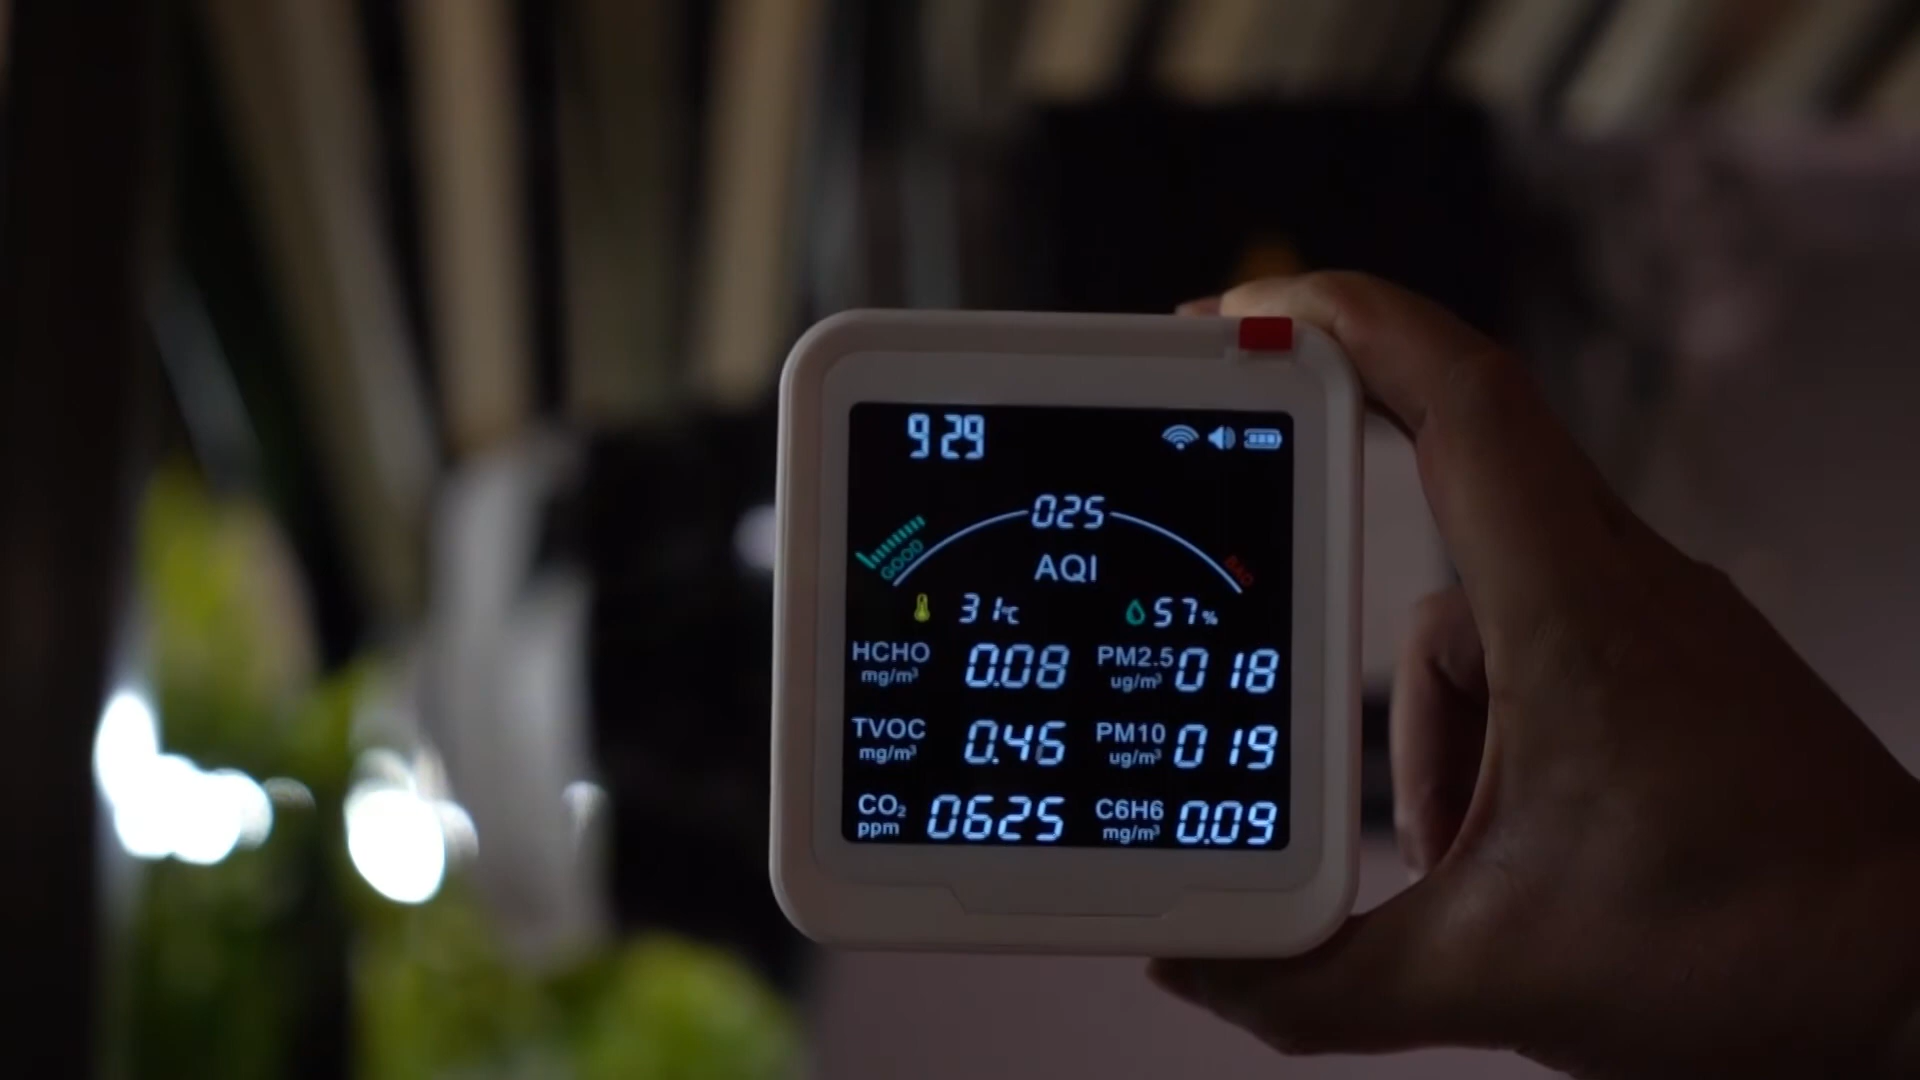 9 29
025
GOOD
BAD
AQI
31°C
57%
HCHO mg/m³ 0.08
PM2.5 ug/m³ 018
TVOC mg/m³ 0.46
PM10 ug/m³ 019
CO₂ ppm 0625
C6H6 mg/m³ 0.09